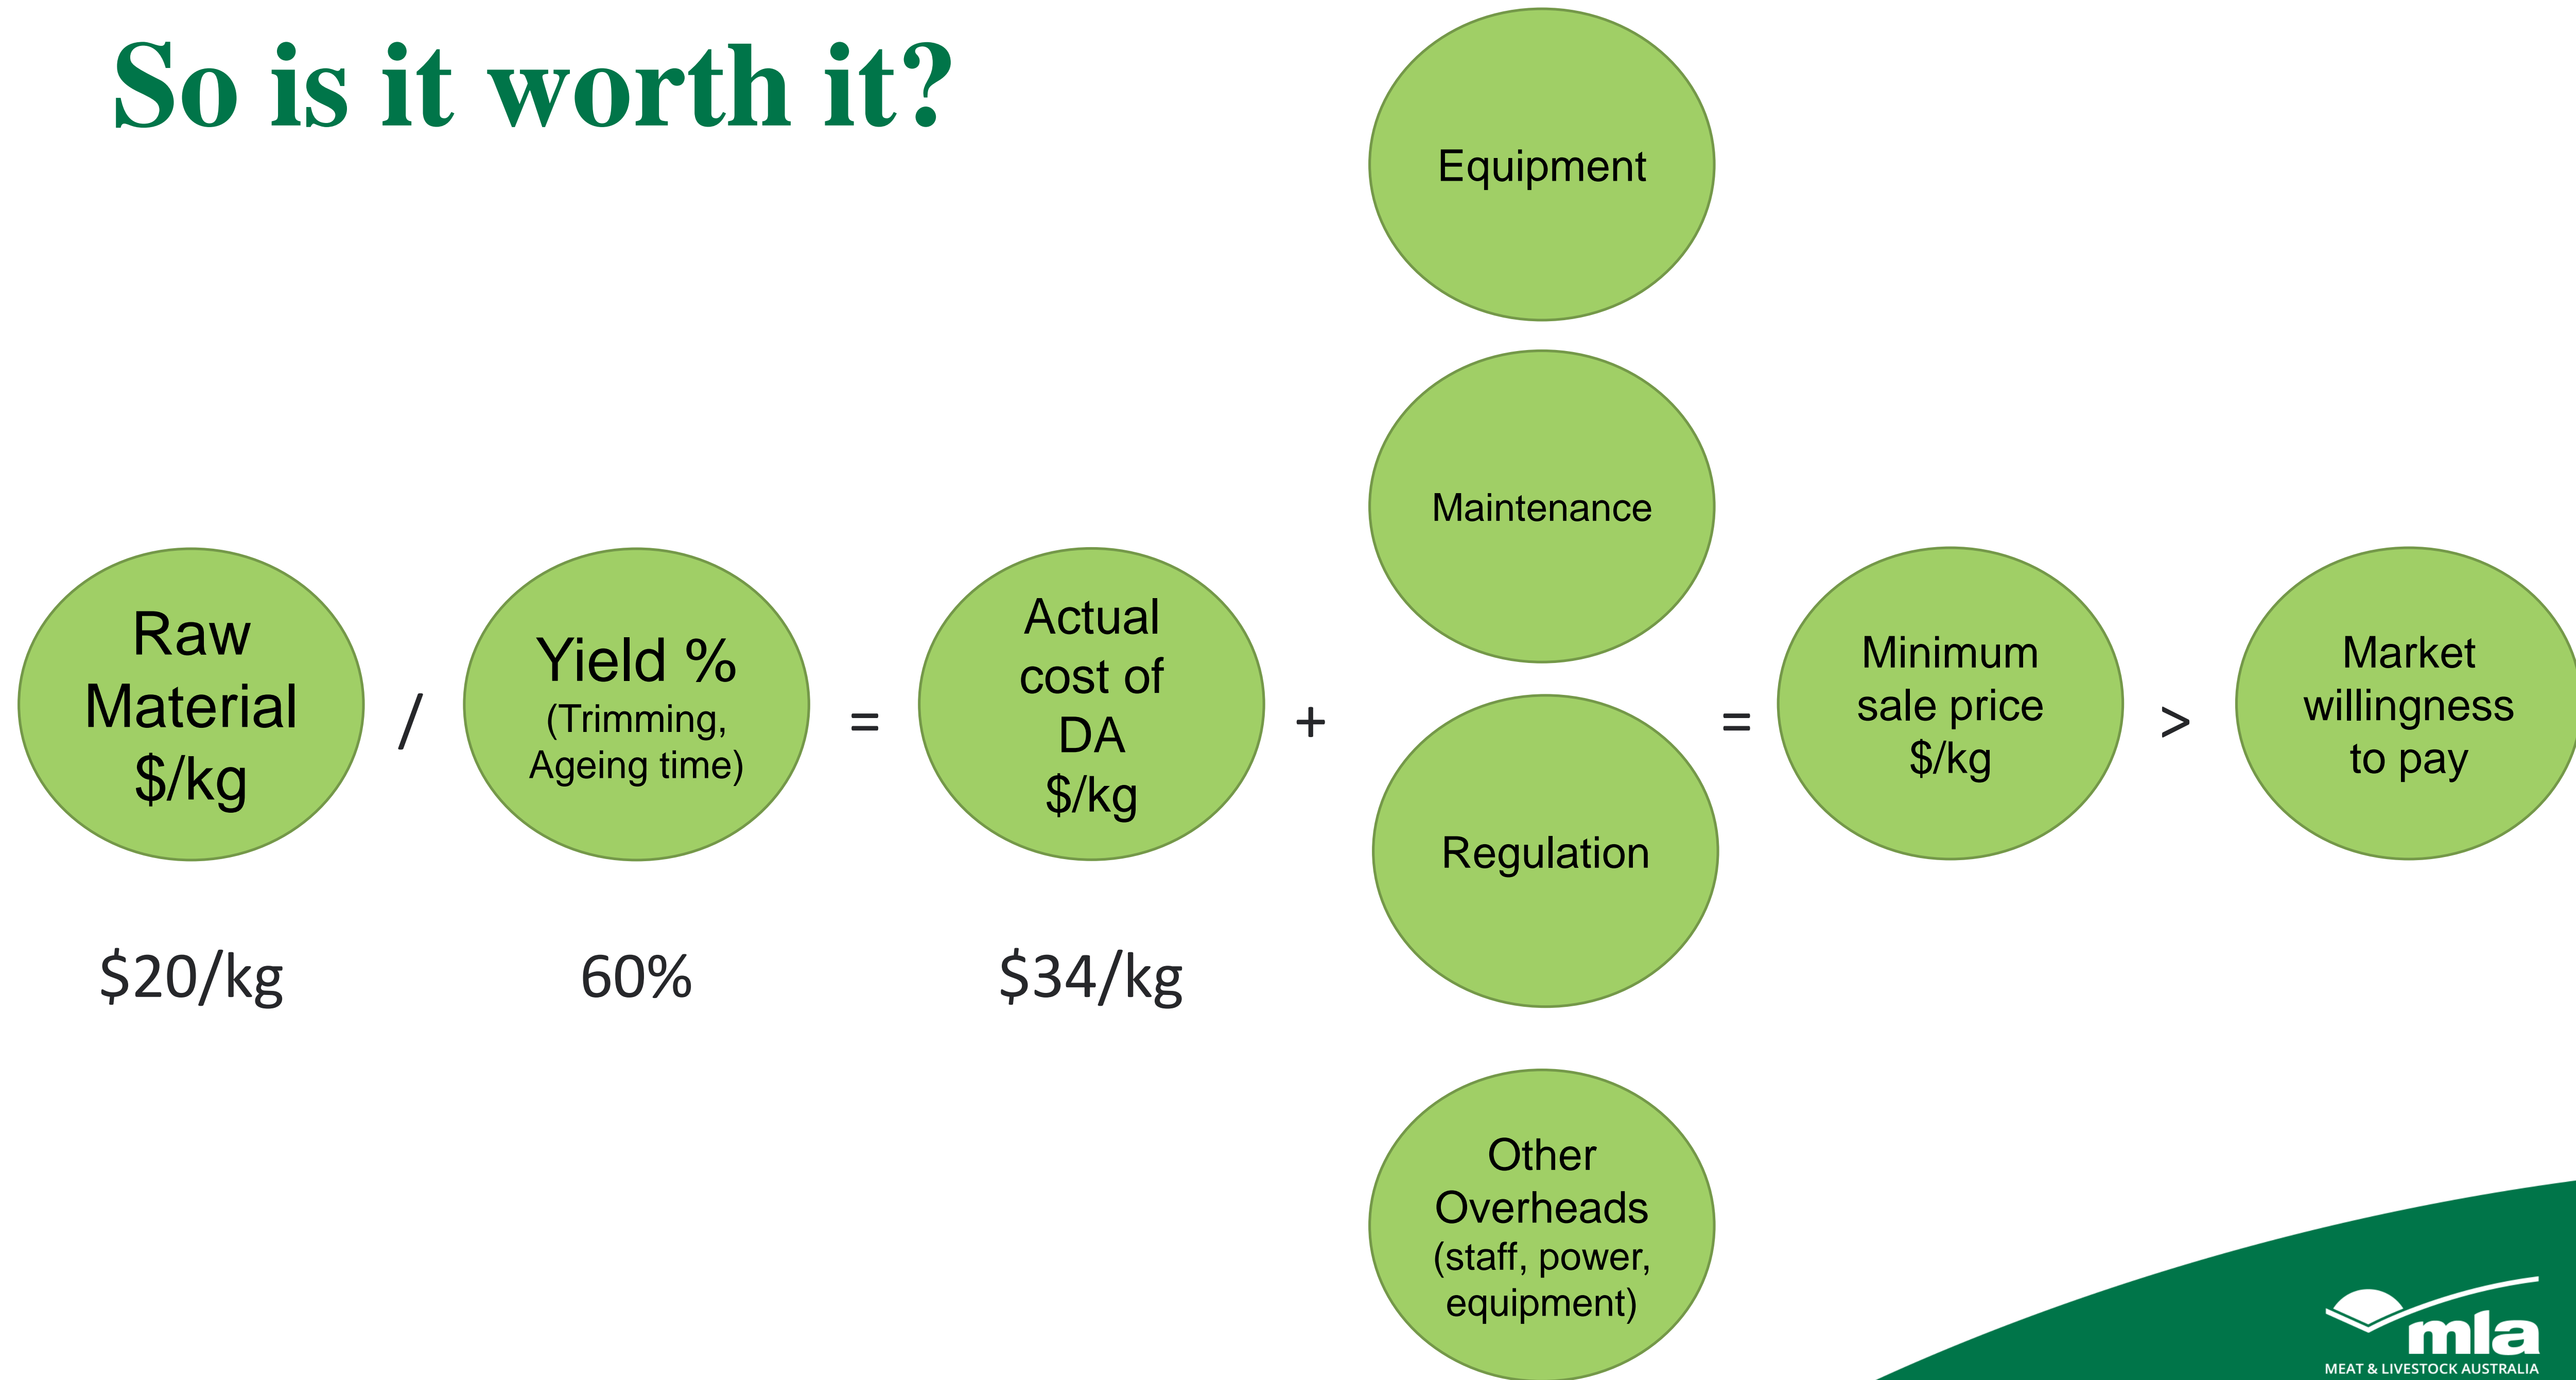 So is it worth it?
Raw
Material
$/kg
/
Yield %
(Trimming,
Ageing time)
=
Actual
cost of
DA
$/kg
+
Equipment
Maintenance
Regulation
Other
Overheads
(staff, power,
equipment)
=
Minimum
sale price
$/kg
>
Market
willingness
to pay
$20/kg
60%
$34/kg
mla
MEAT & LIVESTOCK AUSTRALIA